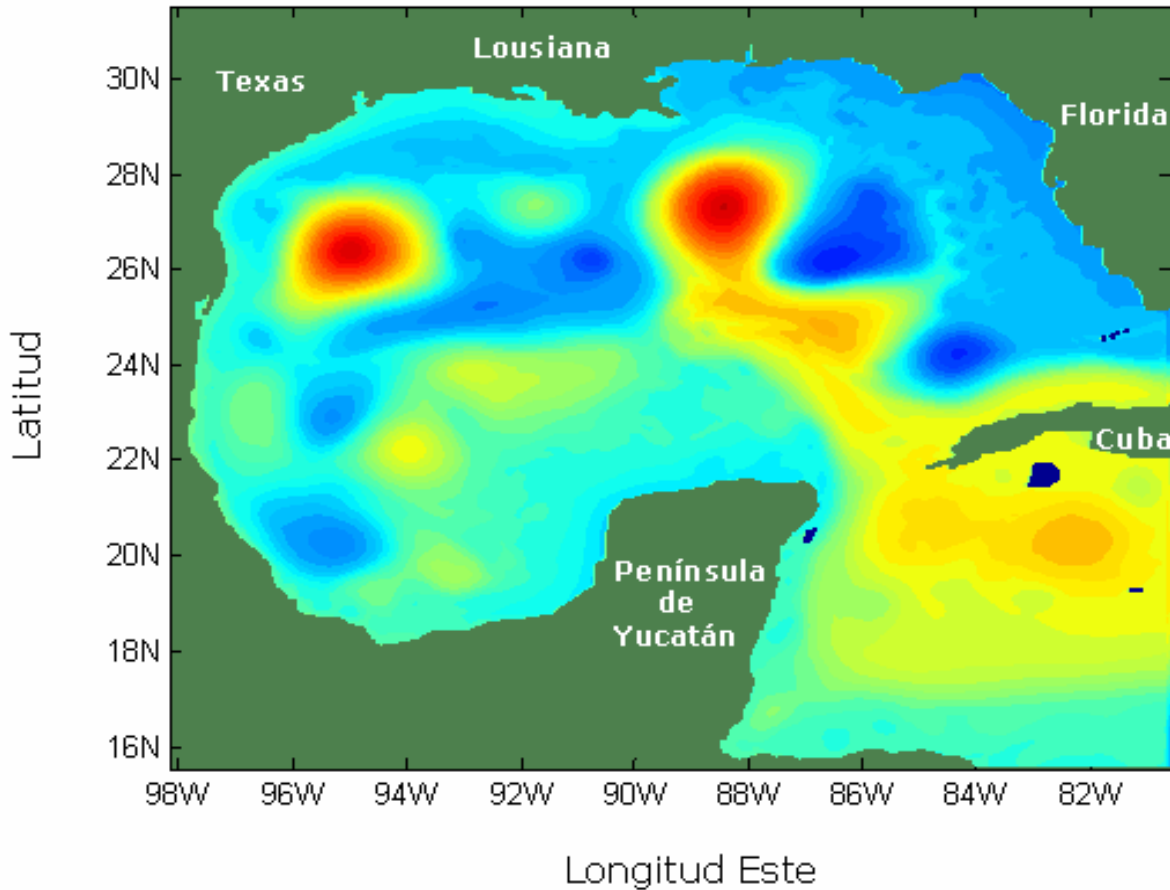 Lousiana
Texas
Florida
Cuba
Península
de
Yucatán
30N
28N
26N
24N
22N
20N
18N
16N
Latitud
98W 96W 94W 92W 90W 88W 86W 84W 82W
Longitud Este